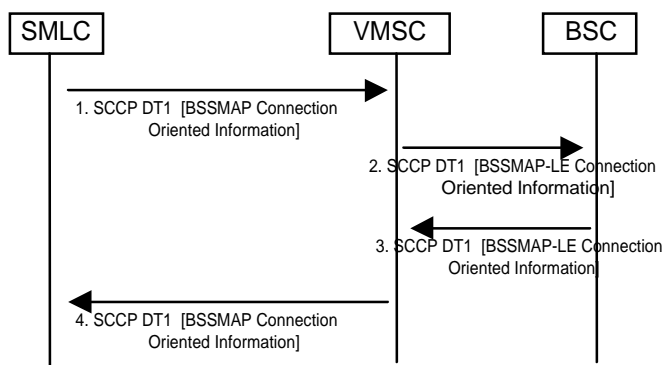 SMLC
VMSC
BSC
1. SCCP DT1 [BSSMAP Connection
Oriented Information]
2. SCCP DT1 [BSSMAP-LE Connection
Oriented Information]
3. SCCP DT1 [BSSMAP-LE Connection
Oriented Information]
4. SCCP DT1 [BSSMAP Connection
Oriented Information]